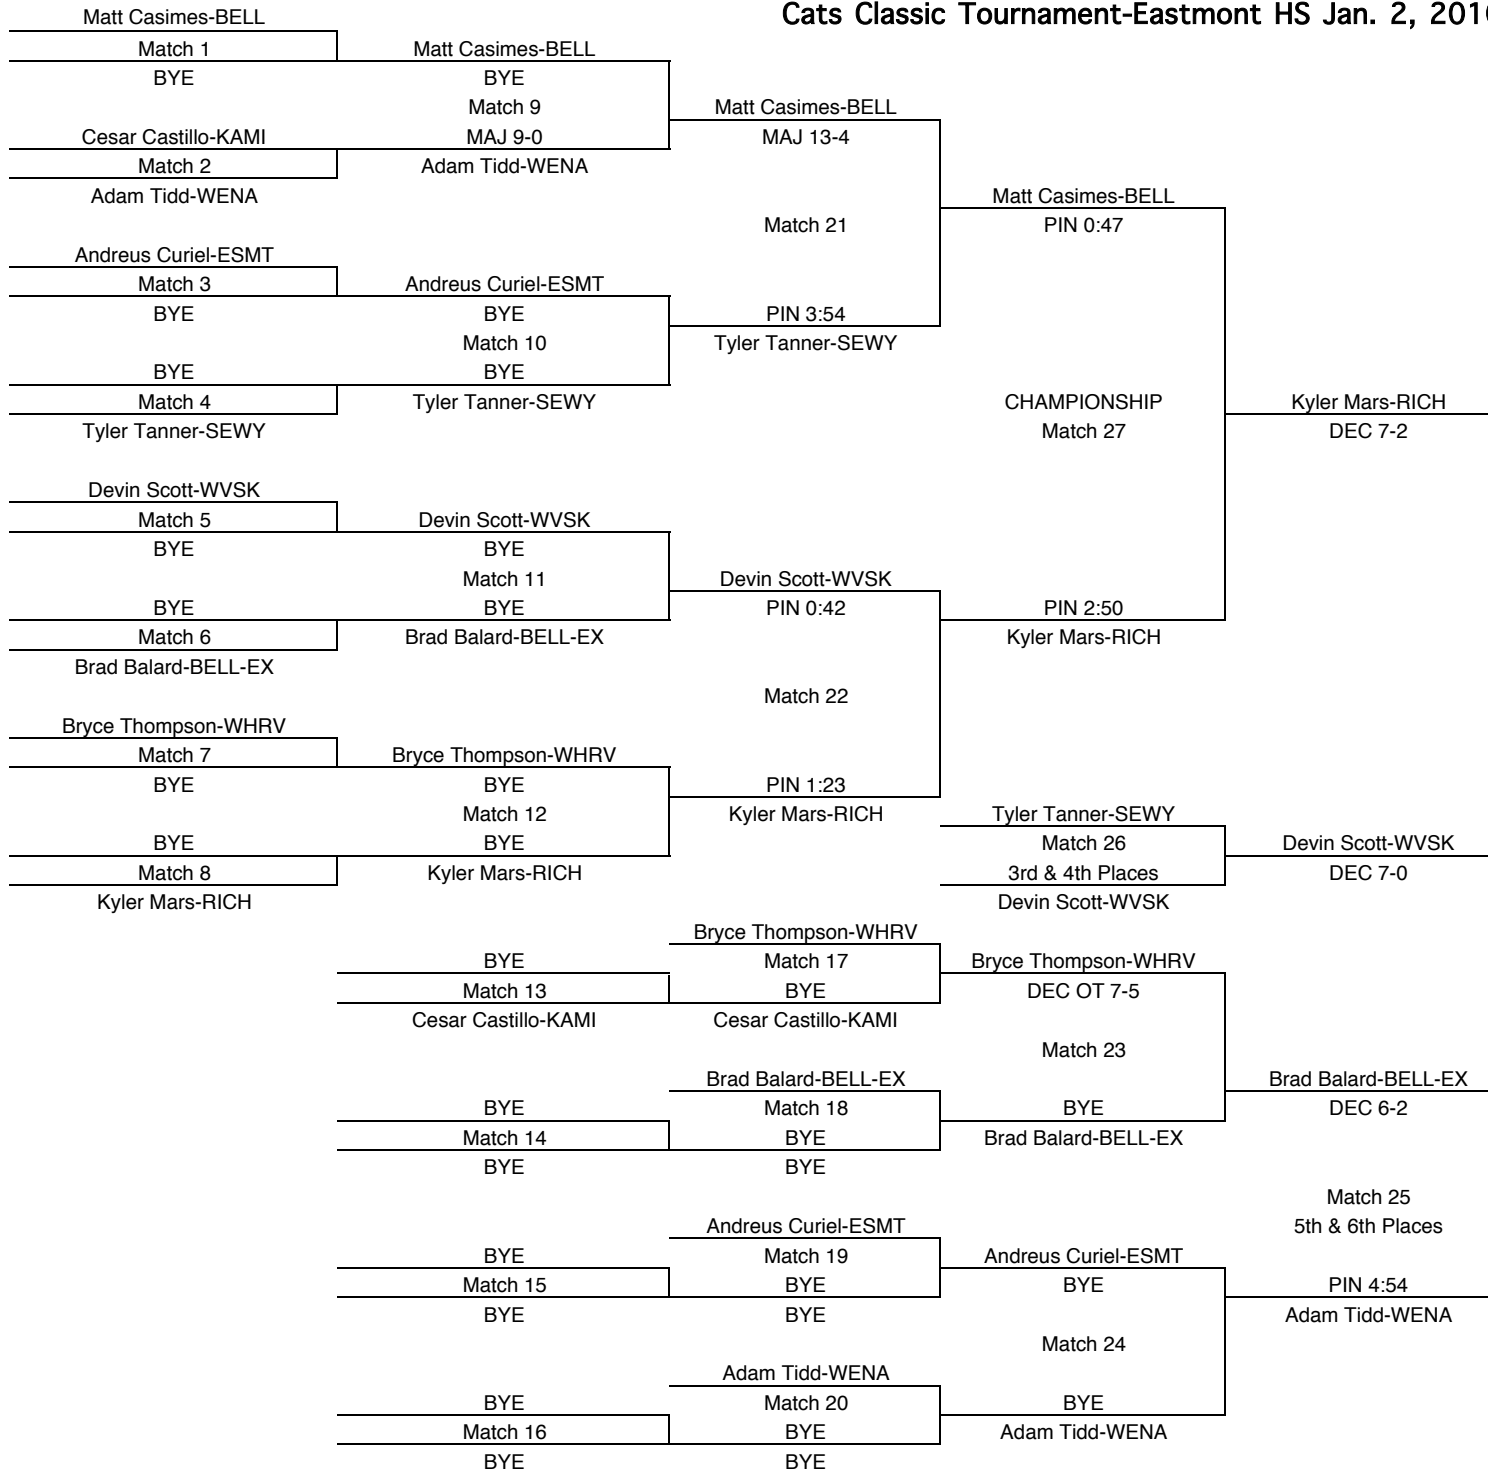 Cats Classic Tournament-Eastmont HS Jan. 2, 201
Matt Casimes-BELL
Match 1 Matt Casimes-BELL
BYE BYE
Match 9 Matt Casimes-BELL
Cesar Castillo-KAMI MAJ 9-0 MAJ 13-4
Match 2 Adam Tidd-WENA
Adam Tidd-WENA Matt Casimes-BELL
Match 21 PIN 0:47
Andreus Curiel-ESMT
Match 3 Andreus Curiel-ESMT
BYE BYE PIN 3:54
Match 10 Tyler Tanner-SEWY
BYE BYE
Match 4 Tyler Tanner-SEWY CHAMPIONSHIP Kyler Mars-RICH
Tyler Tanner-SEWY Match 27 DEC 7-2
Devin Scott-WVSK
Match 5 Devin Scott-WVSK
BYE BYE
Match 11 Devin Scott-WVSK
BYE BYE PIN 0:42 PIN 2:50
Match 6 Brad Balard-BELL-EX Kyler Mars-RICH
Brad Balard-BELL-EX
Match 22
Bryce Thompson-WHRV
Match 7 Bryce Thompson-WHRV
BYE BYE PIN 1:23
Match 12 Kyler Mars-RICH Tyler Tanner-SEWY
BYE BYE Match 26 Devin Scott-WVSK
Match 8 Kyler Mars-RICH 3rd & 4th Places DEC 7-0
Kyler Mars-RICH Devin Scott-WVSK
Bryce Thompson-WHRV
BYE Match 17 Bryce Thompson-WHRV
Match 13 BYE DEC OT 7-5
Cesar Castillo-KAMI Cesar Castillo-KAMI
Match 23
Brad Balard-BELL-EX Brad Balard-BELL-EX
BYE Match 18 BYE DEC 6-2
Match 14 BYE Brad Balard-BELL-EX
BYE BYE
Match 25
Andreus Curiel-ESMT 5th & 6th Places
BYE Match 19 Andreus Curiel-ESMT
Match 15 BYE BYE PIN 4:54
BYE BYE Adam Tidd-WENA
Match 24
Adam Tidd-WENA
BYE Match 20 BYE
Match 16 BYE Adam Tidd-WENA
BYE BYE